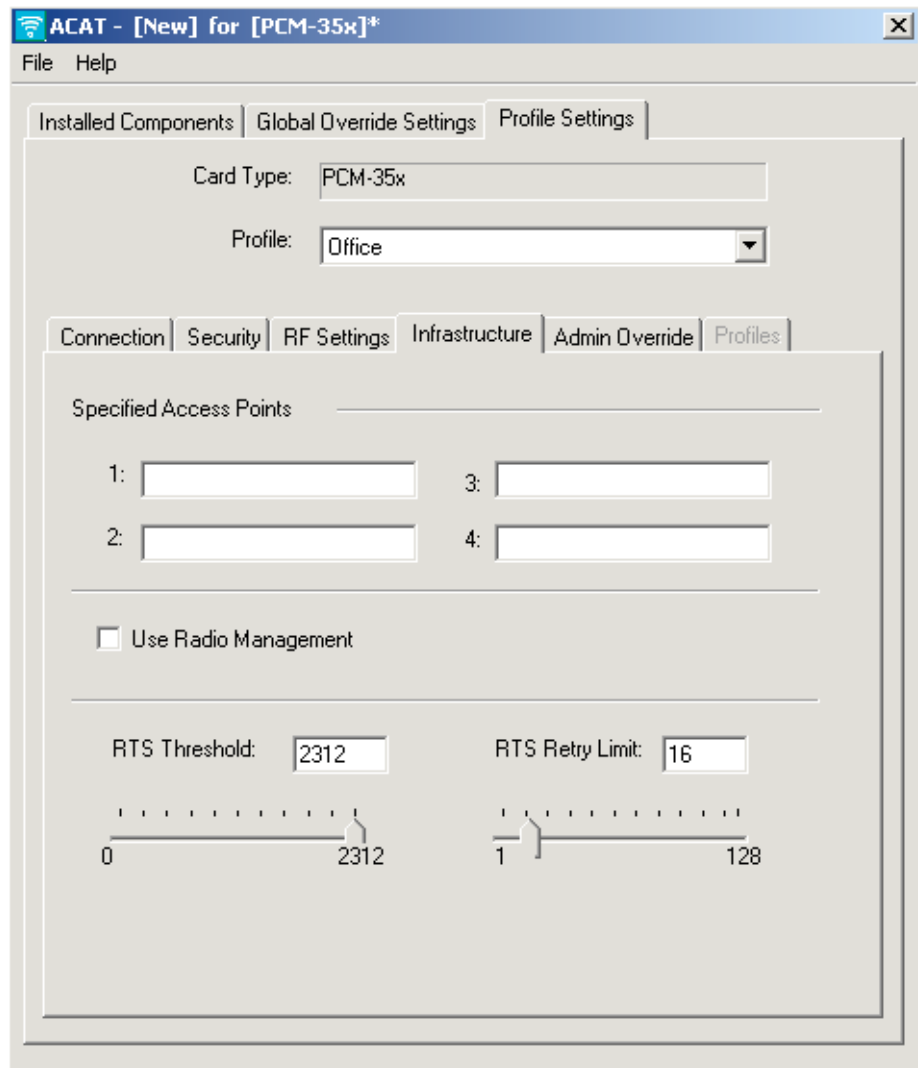 ACAT - [New] for [PCM-35x]*
File Help
Installed Components Global Override Settings Profile Settings
Card Type: PCM-35x
Profile: Office
Connection Security RF Settings Infrastructure Admin Override Profiles
Specified Access Points
1: 3:
2: 4:
Use Radio Management
RTS Threshold: 2312 RTS Retry Limit: 16
0 2312 1 128